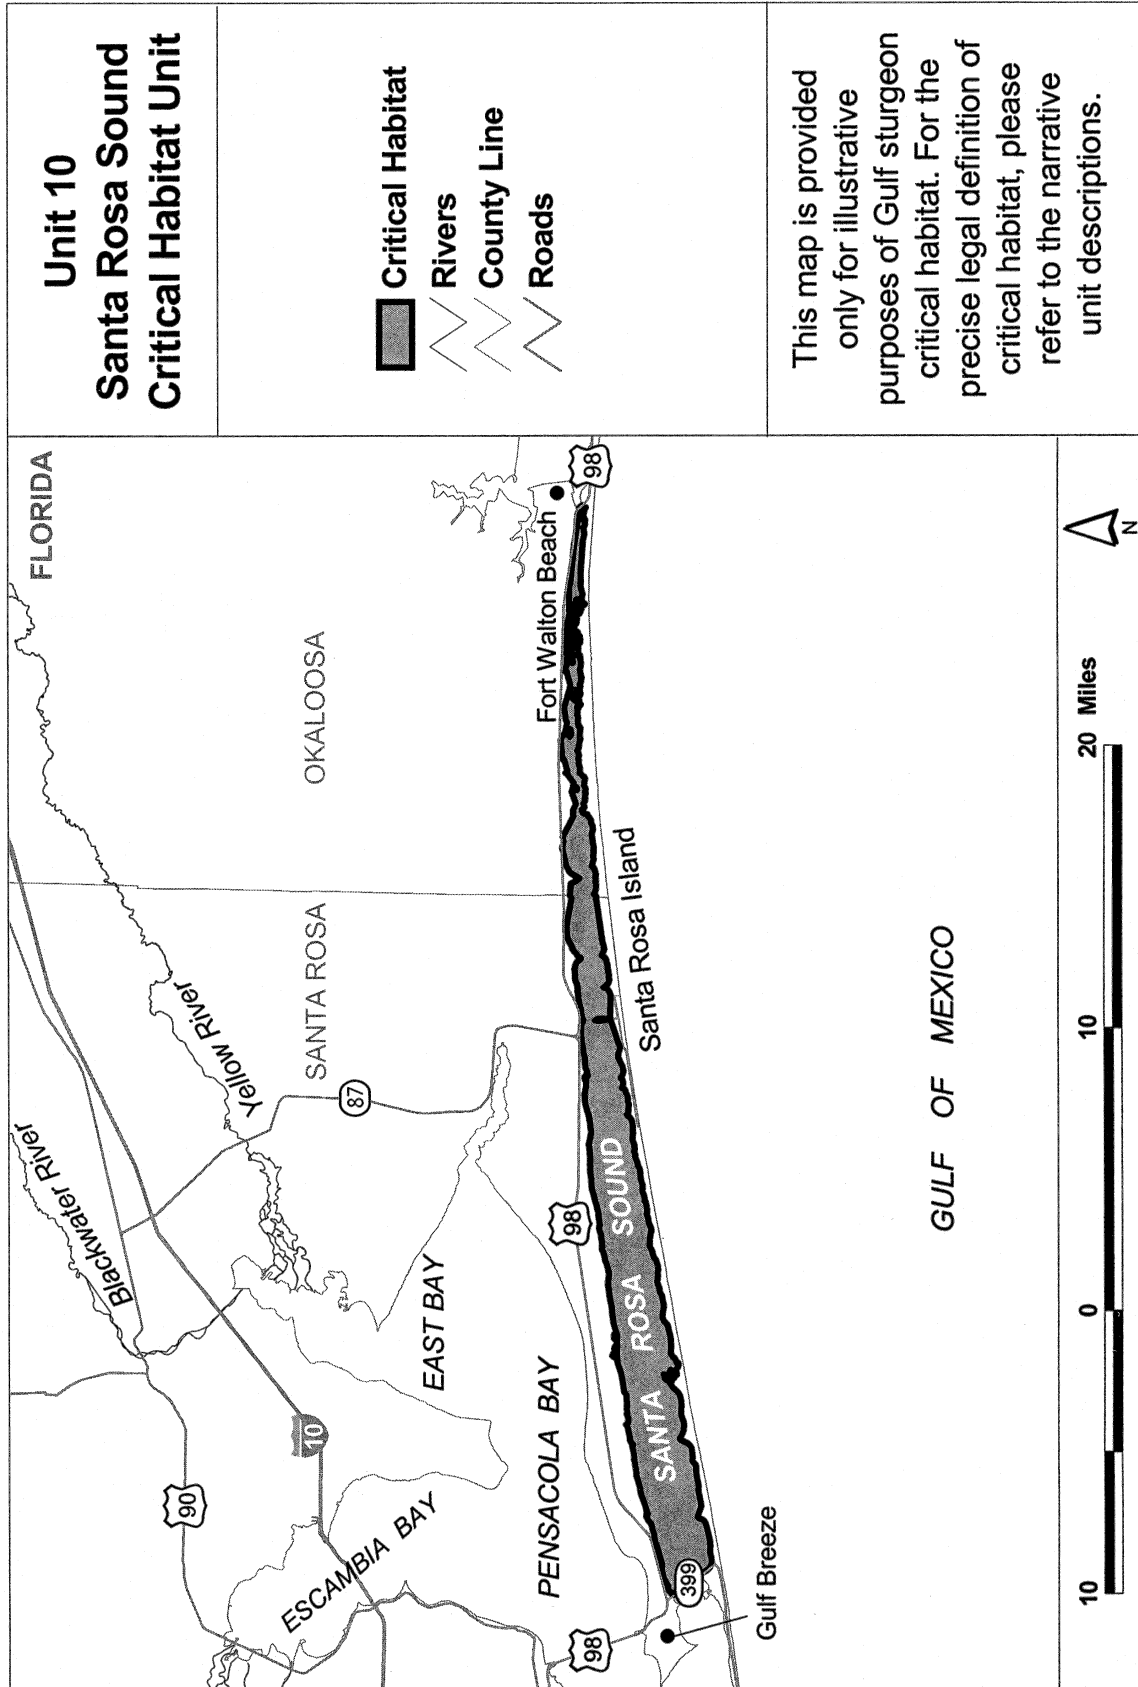 Unit 10
Santa Rosa Sound
Critical Habitat Unit
Critical Habitat
Rivers
County Line
Roads
This map is provided
only for illustrative
purposes of Gulf sturgeon
critical habitat. For the
precise legal definition of
critical habitat, please
refer to the narrative
unit descriptions.
FLORIDA
Blackwater River
Yellow River
90
10
87
SANTA ROSA
OKALOOSA
ESCAMBIA BAY
EAST BAY
PENSACOLA BAY
98
98
98
Fort Walton Beach
399
SANTA ROSA SOUND
Santa Rosa Island
Gulf Breeze
GULF OF MEXICO
10 0 10 20 Miles
N